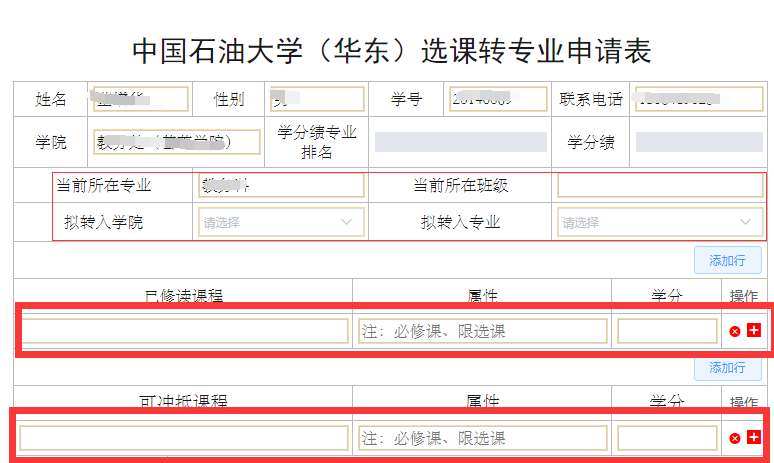 中国石油大学（华东）选课转专业申请表
姓名 性别 学号 联系电话
学院 学分绩专业排名 学分绩
当前所在专业 当前所在班级
拟转入学院 请选择 拟转入专业 请选择
添加行
已修读课程 属性 学分 操作
注：必修课、限选课
添加行
可冲抵课程 属性 学分 操作
注：必修课、限选课